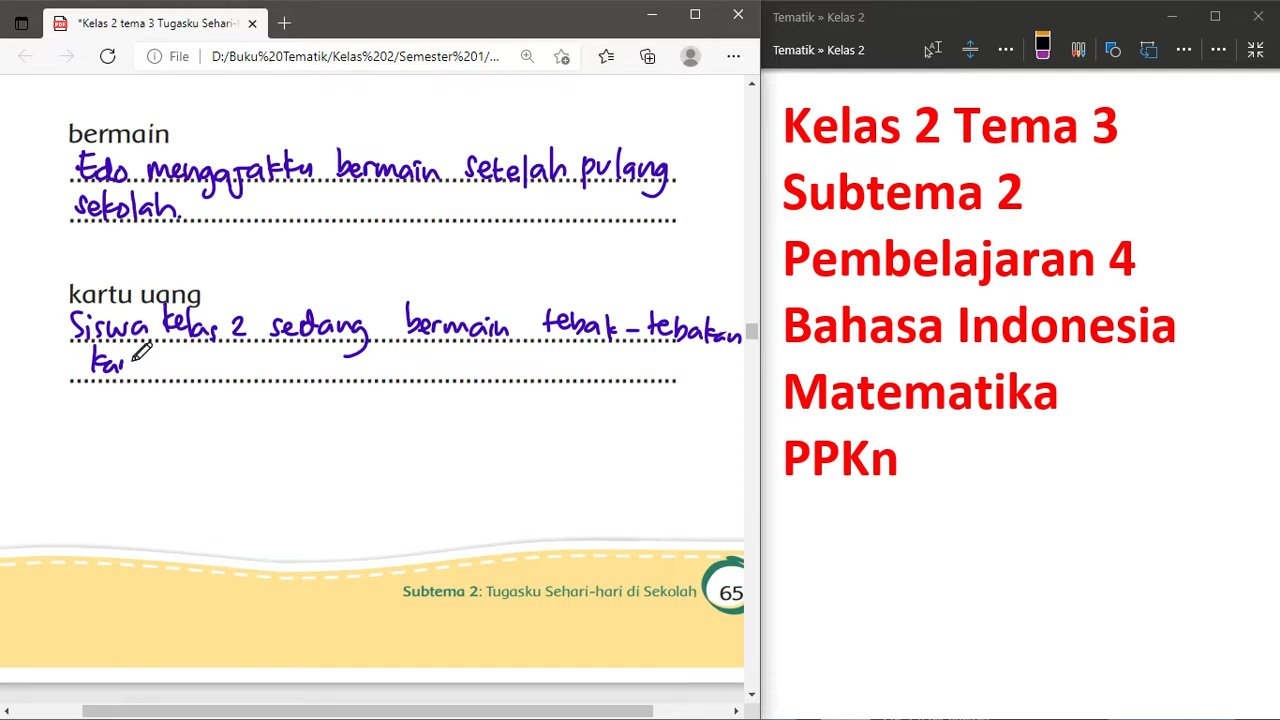 *Kelas 2 tema 3 Tugasku Sehari-h
File
D:/Buku%20Tematik/Kelas%202/Semester%201/...
bermain
Edo mengajakku bermain setelah pulang
sekolah.
kartu uang
Siswa kelas 2 sedang bermain tebak-tebakan
kar
Subtema 2: Tugasku Sehari-hari di Sekolah
65
Tematik » Kelas 2
Tematik » Kelas 2
Kelas 2 Tema 3
Subtema 2
Pembelajaran 4
Bahasa Indonesia
Matematika
PPKn